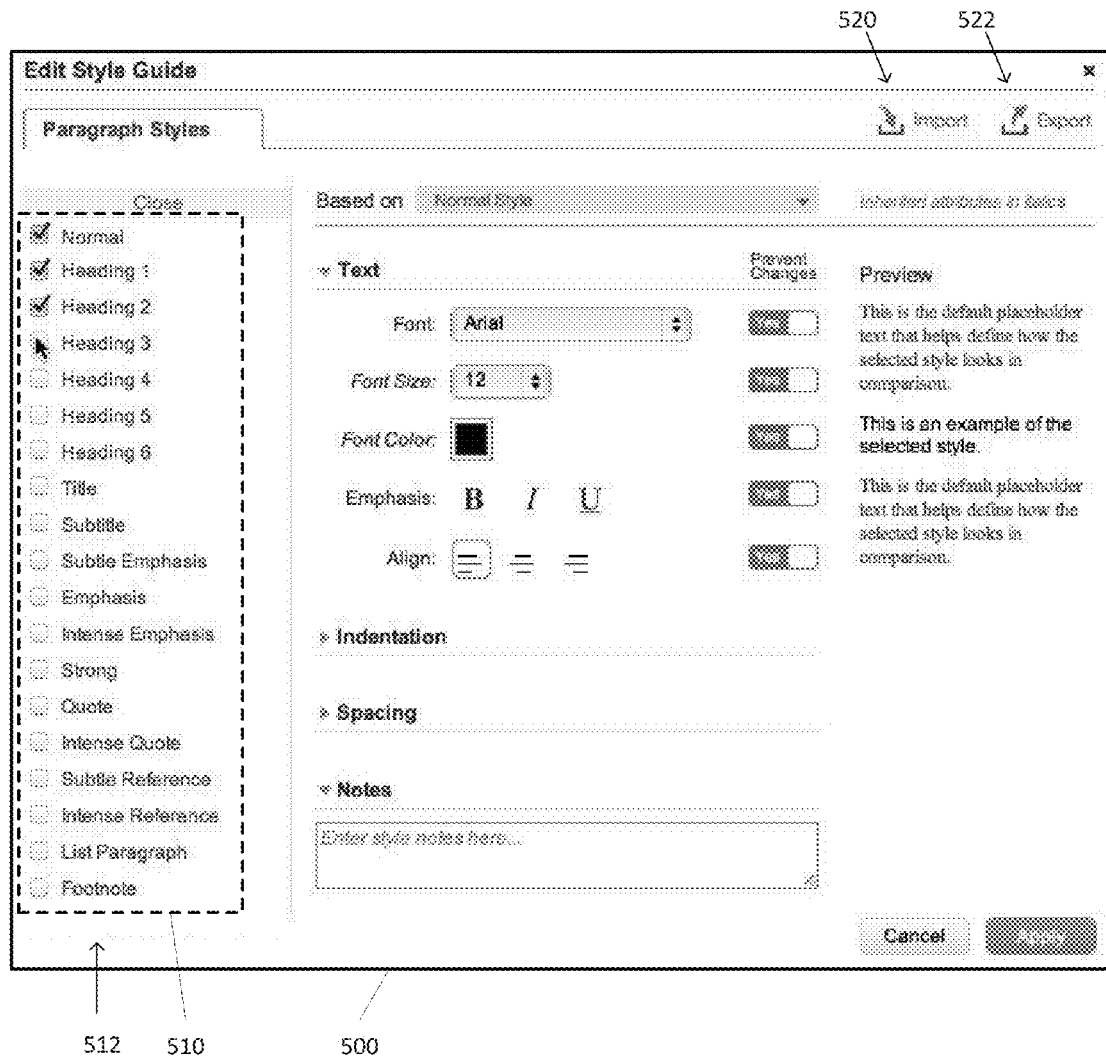 520 522
Edit Style Guide ×
Paragraph Styles Import Export
Close Based on Normal Style Inherited attributes in italics
Normal
Heading 1
Heading 2
Heading 3
Heading 4
Heading 5
Heading 6
Title
Subtitle
Subtle Emphasis
Emphasis
Intense Emphasis
Strong
Quote
Intense Quote
Subtle Reference
Intense Reference
List Paragraph
Footnote
Text Prevent
Changes
Font: Arial
Font Size: 12
Font Color:
Emphasis: B I U
Align:
Indentation
Spacing
Notes
Enter style notes here...
Preview
This is the default placeholder
text that helps define how the
selected style looks in
comparison.
This is an example of the
selected style.
This is the default placeholder
text that helps define how the
selected style looks in
comparison.
Cancel
512 510 500